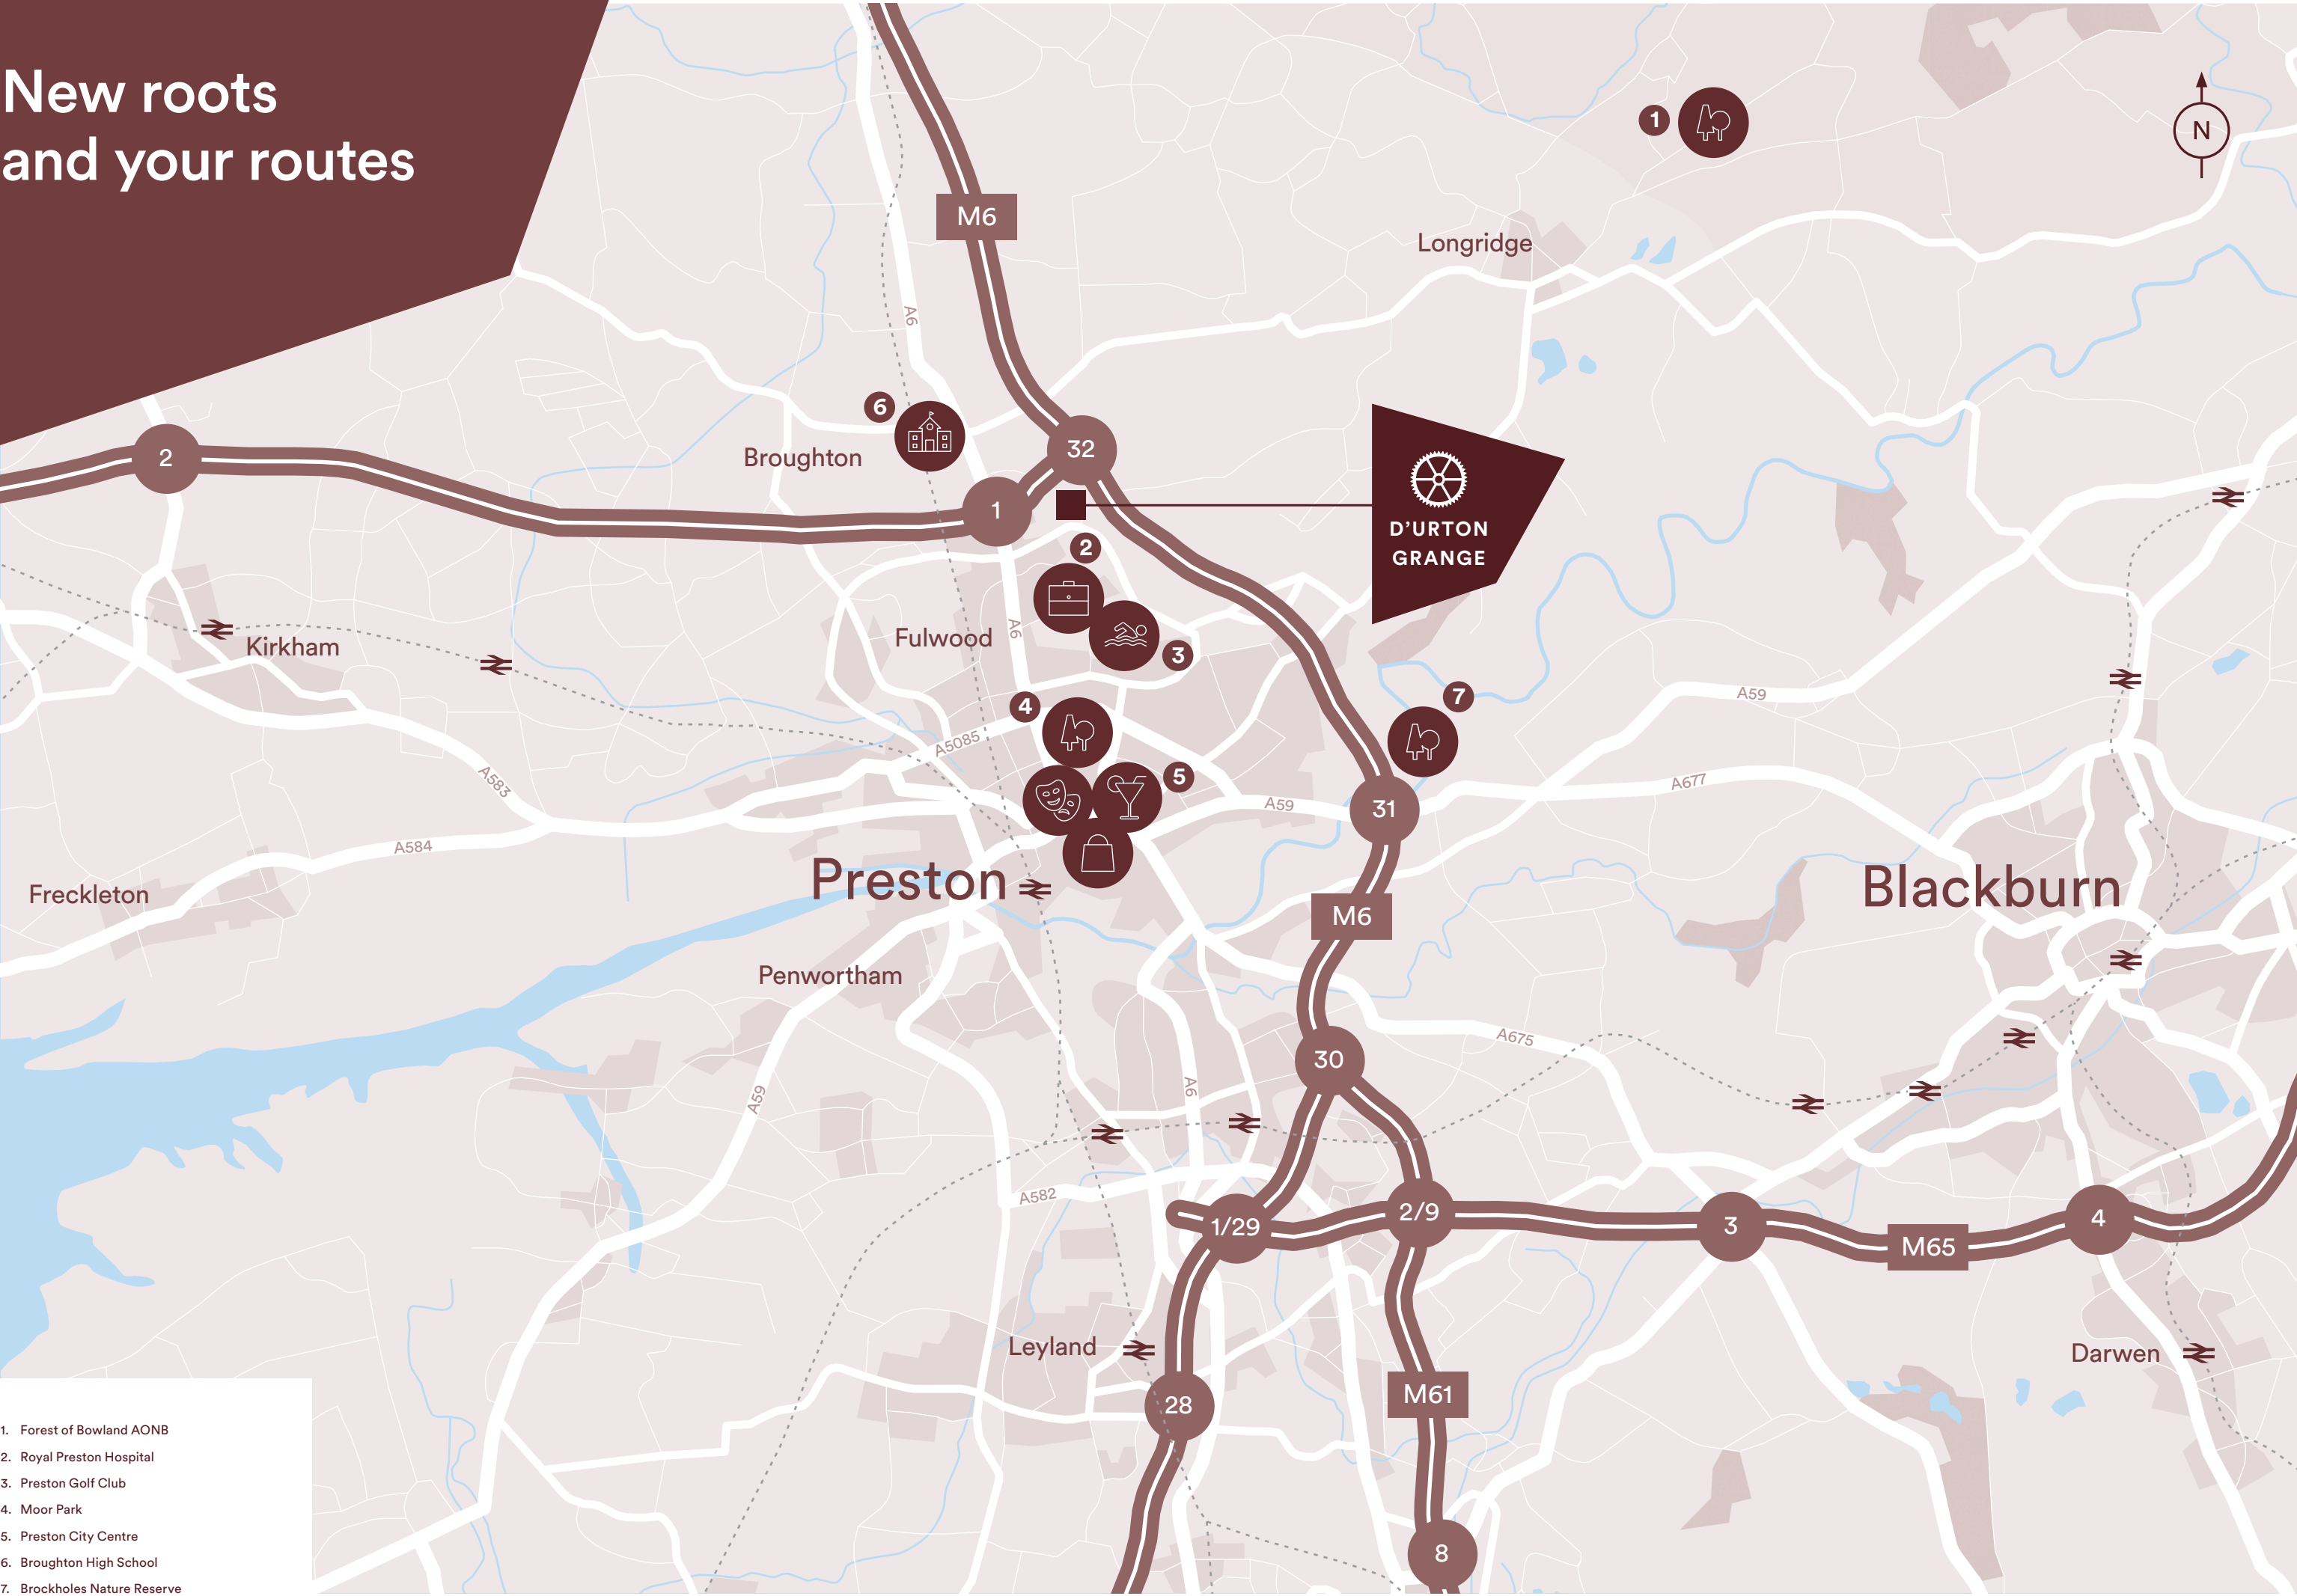 New roots
and your routes
1
N
M6
Longridge
A6
6
Broughton
32
2
1
D'URTON
GRANGE
2
Fulwood
A6
3
Kirkham
4
7
A59
A5085
5
A583
A59
31
A677
A584
Preston
Blackburn
Freckleton
M6
Penwortham
A675
30
A59
A6
A582
1/29
2/9
3
4
M65
Leyland
Darwen
28
M61
8
1. Forest of Bowland AONB
2. Royal Preston Hospital
3. Preston Golf Club
4. Moor Park
5. Preston City Centre
6. Broughton High School
7. Brockholes Nature Reserve